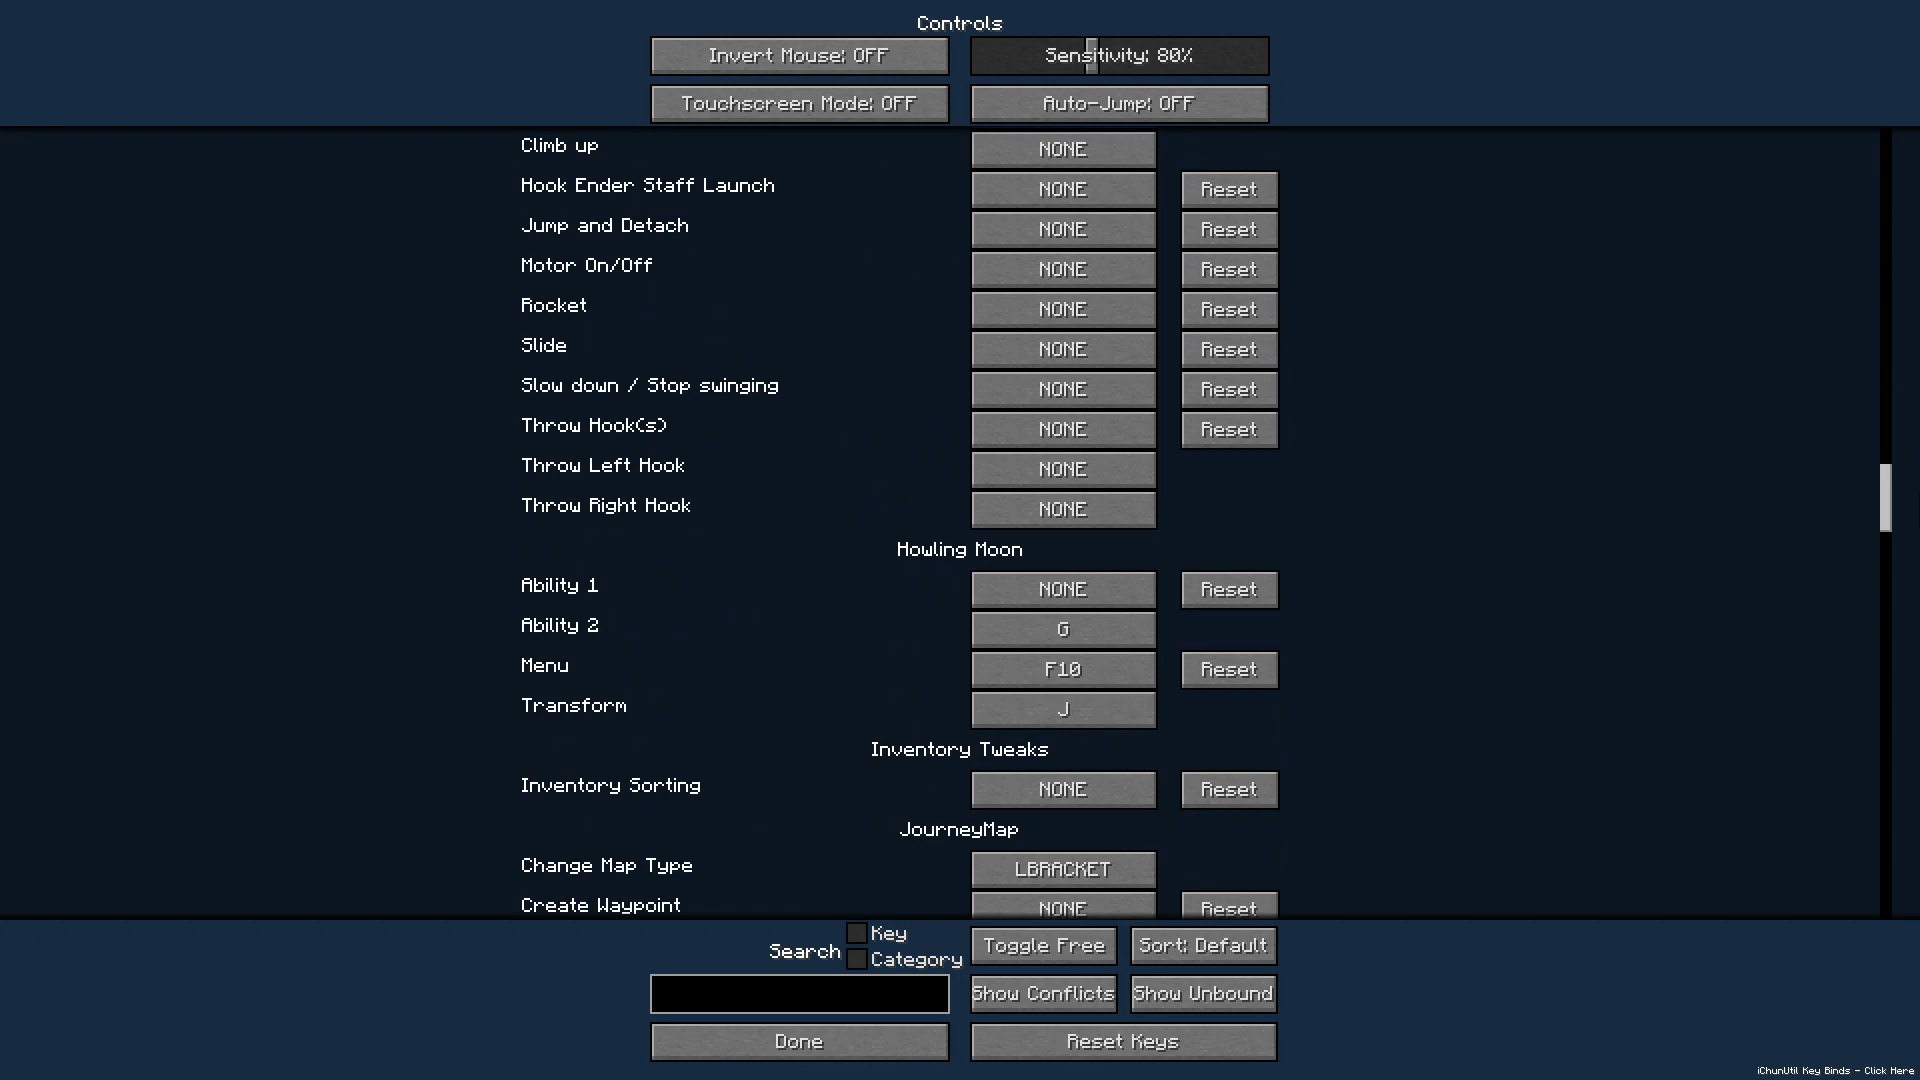 Controls
Invert Mouse: OFF Sensitivity: 80%
Touchscreen Mode: OFF Auto-Jump: OFF
Climb up NONE
Hook Ender Staff Launch NONE Reset
Jump and Detach NONE Reset
Motor On/Off NONE Reset
Rocket NONE Reset
Slide NONE Reset
Slow down / Stop swinging NONE Reset
Throw Hook(s) NONE Reset
Throw Left Hook NONE
Throw Right Hook NONE
Howling Moon
Ability 1 NONE Reset
Ability 2 G
Menu F10 Reset
Transform J
Inventory Tweaks
Inventory Sorting NONE Reset
JourneyMap
Change Map Type LBRACKET
Create Waypoint NONE Reset
Search Key Category Toggle Free Sort: Default
Show Conflicts Show Unbound
Done Reset Keys
iChunUtil Key Binds - Click Here